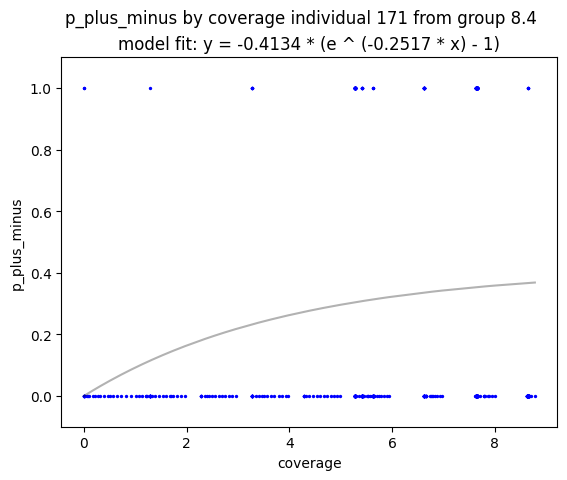 p_plus_minus by coverage individual 171 from group 8.4
model fit: y = -0.4134 * (e ^ (-0.2517 * x) - 1)
1.0
0.8
0.6
0.4
0.2
0.0
p_plus_minus
0 2 4 6 8
coverage